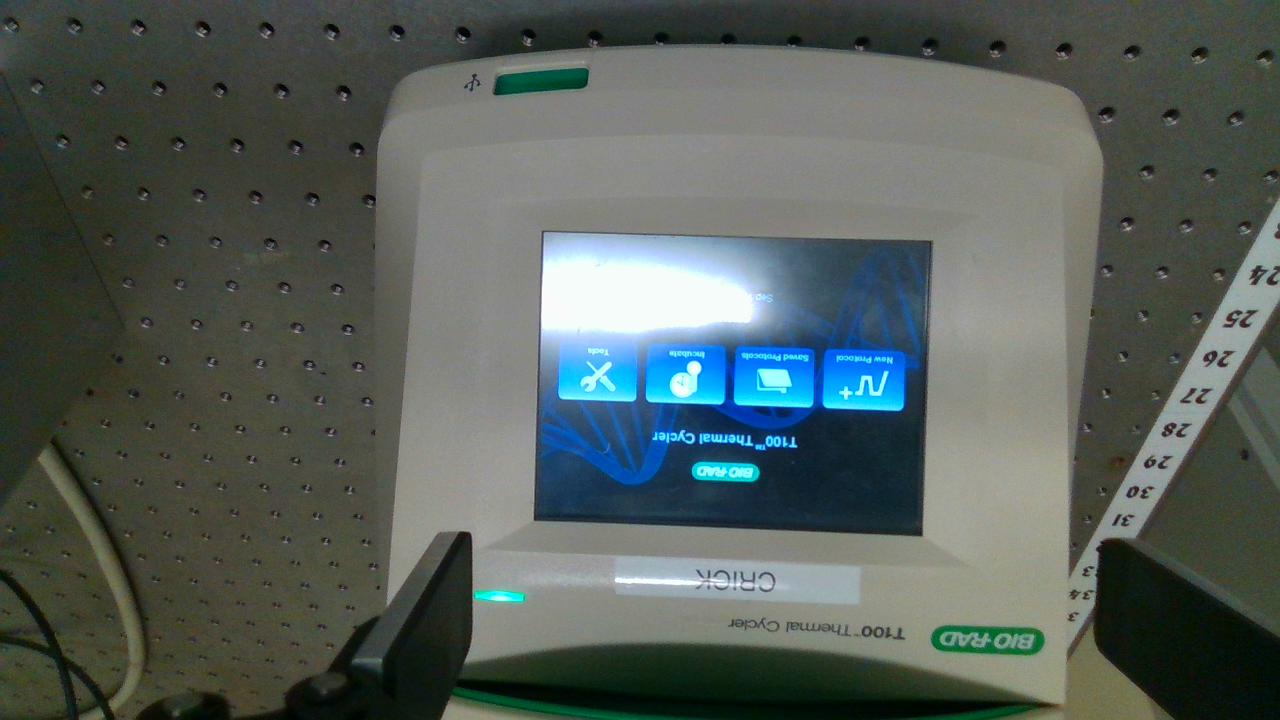 BIO-RAD
T100™ Thermal Cycler
CRICK
BIO-RAD
T100™ Thermal Cycler
New Protocol
Saved Protocols
Incubate
Tools
Sep
31
30
29
28
27
26
25
24